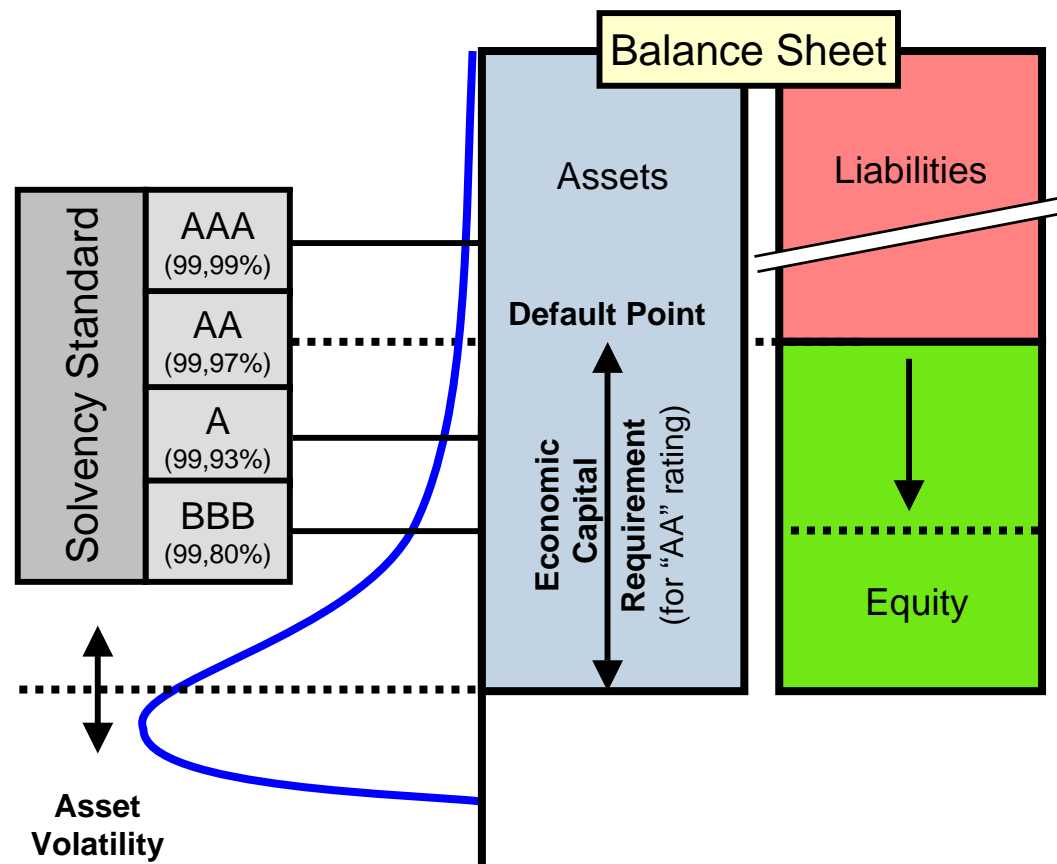 Balance Sheet
Assets
Liabilities
Solvency Standard
AAA
(99,99%)
AA
(99,97%)
A
(99,93%)
BBB
(99,80%)
Default Point
Economic
Capital
Requirement
(for “AA” rating)
Equity
Asset
Volatility